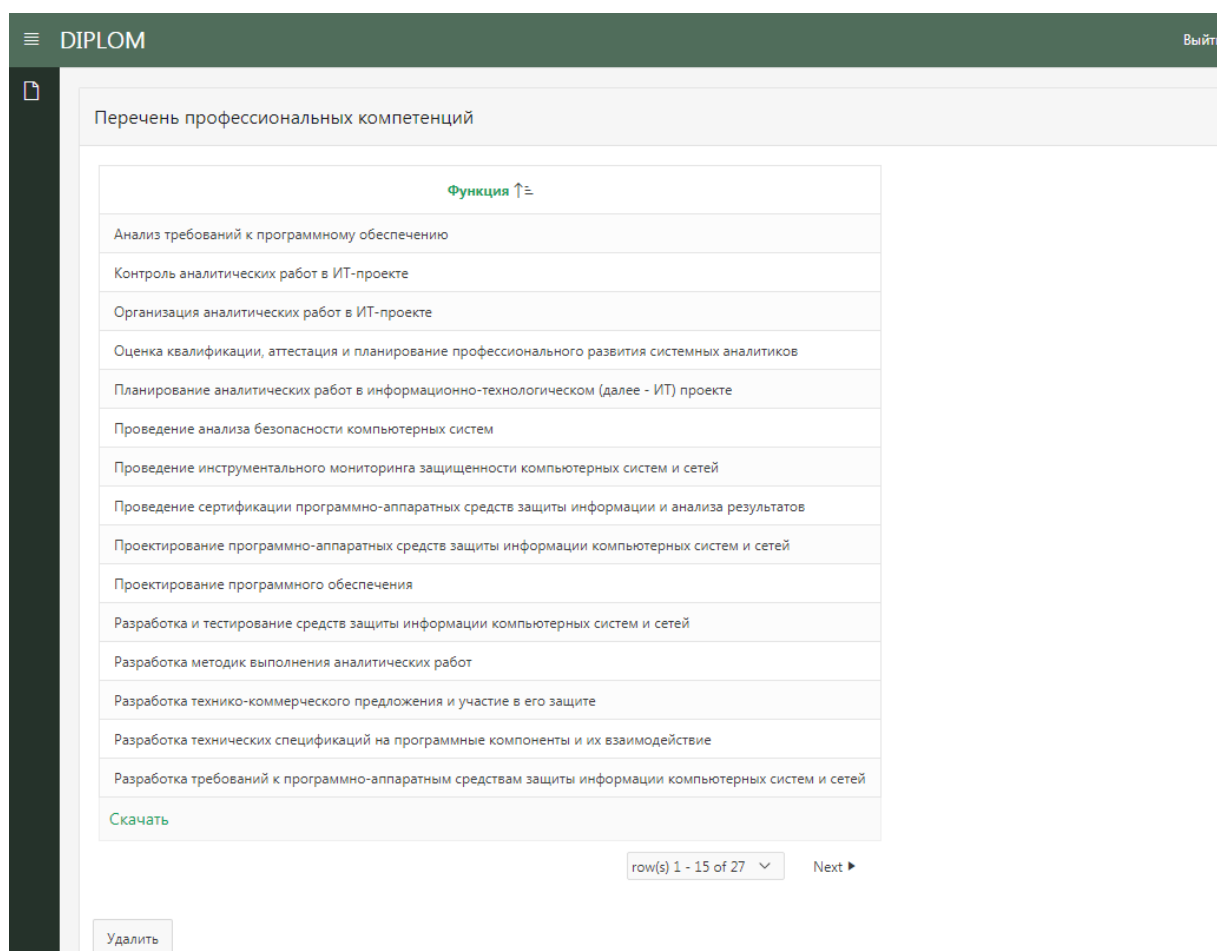 DIPLOM
Выйти
Перечень профессиональных компетенций
Функция
Анализ требований к программному обеспечению
Контроль аналитических работ в ИТ-проекте
Организация аналитических работ в ИТ-проекте
Оценка квалификации, аттестация и планирование профессионального развития системных аналитиков
Планирование аналитических работ в информационно-технологическом (далее - ИТ) проекте
Проведение анализа безопасности компьютерных систем
Проведение инструментального мониторинга защищенности компьютерных систем и сетей
Проведение сертификации программно-аппаратных средств защиты информации и анализа результатов
Проектирование программно-аппаратных средств защиты информации компьютерных систем и сетей
Проектирование программного обеспечения
Разработка и тестирование средств защиты информации компьютерных систем и сетей
Разработка методик выполнения аналитических работ
Разработка технико-коммерческого предложения и участие в его защите
Разработка технических спецификаций на программные компоненты и их взаимодействие
Разработка требований к программно-аппаратным средствам защиты информации компьютерных систем и сетей
Скачать
row(s) 1 - 15 of 27 Next
Удалить